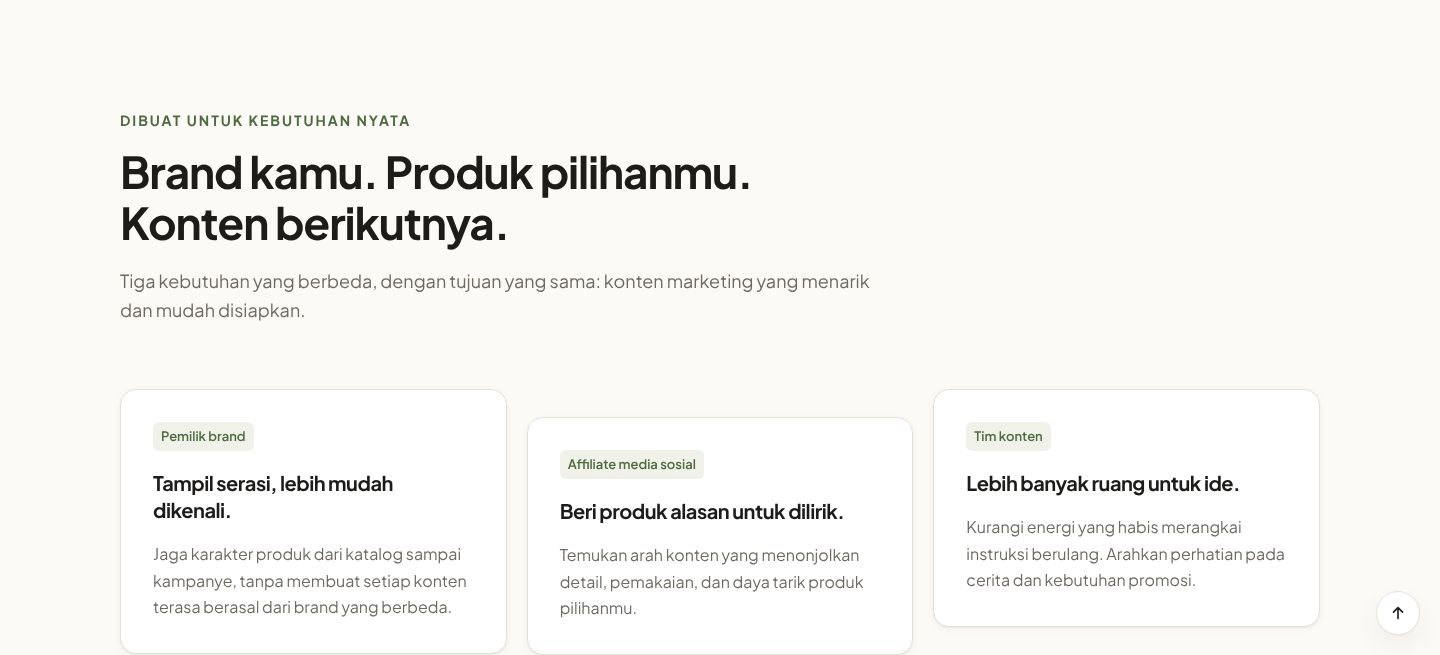 DIBUAT UNTUK KEBUTUHAN NYATA
Brand kamu. Produk pilihanmu.
Konten berikutnya.
Tiga kebutuhan yang berbeda, dengan tujuan yang sama: konten marketing yang menarik
dan mudah disiapkan.
Pemilik brand
Tampil serasi, lebih mudah
dikenali.
Jaga karakter produk dari katalog sampai
kampanye, tanpa membuat setiap konten
terasa berasal dari brand yang berbeda.
Affiliate media sosial
Beri produk alasan untuk dilirik.
Temukan arah konten yang menonjolkan
detail, pemakaian, dan daya tarik produk
pilihanmu.
Tim konten
Lebih banyak ruang untuk ide.
Kurangi energi yang habis merangkai
instruksi berulang. Arahkan perhatian pada
cerita dan kebutuhan promosi.